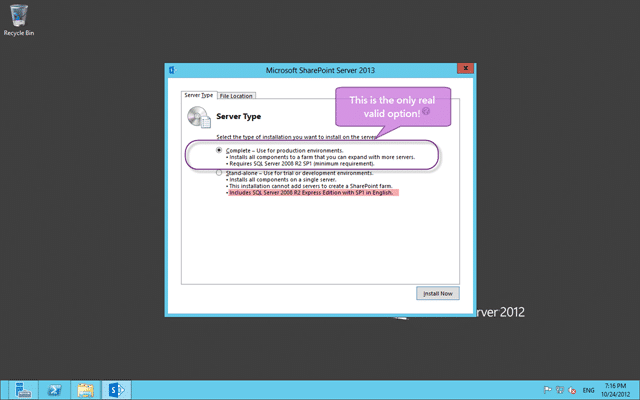 Recycle Bin
Microsoft SharePoint Server 2013
Server Type
File Location
This is the only real
valid option!
Server Type
Select the type of installation you want to install on the server.
Complete – Use for production environments.
• Installs all components to a farm that you can expand with more servers.
• Requires SQL Server 2008 R2 SP1 (minimum requirement).
Stand-alone – Use for trial or development environments.
• Installs all components on a single server.
• This installation cannot add servers to create a SharePoint farm.
• Includes SQL Server 2008 R2 Express Edition with SP1 in English.
Install Now
rver 2012
ENG
7:16 PM
10/24/2012